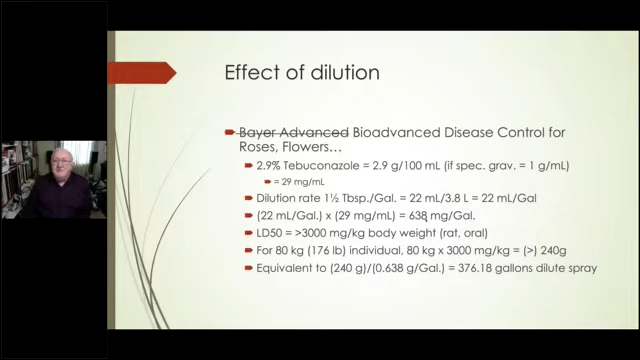 Effect of dilution
Bayer Advanced Bioadvanced Disease Control for
Roses, Flowers…
2.9% Tebuconazole = 2.9 g/100 mL (if spec. grav. = 1 g/mL)
= 29 mg/mL
Dilution rate 1½ Tbsp./Gal. = 22 mL/3.8 L = 22 mL/Gal
(22 mL/Gal.) x (29 mg/mL) = 638 mg/Gal.
LD50 = >3000 mg/kg body weight (rat, oral)
For 80 kg (176 lb) individual, 80 kg x 3000 mg/kg = (>) 240g
Equivalent to (240 g)/(0.638 g/Gal.) = 376.18 gallons dilute spray